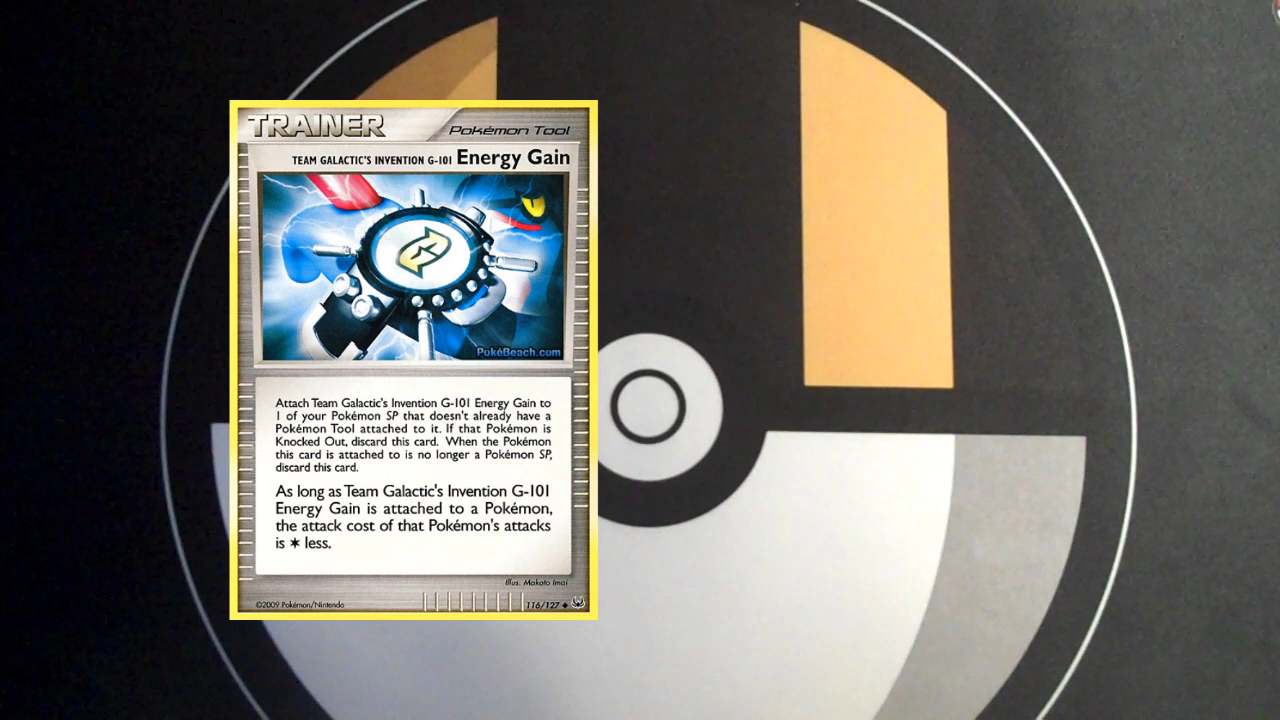 TRAINER
Pokémon Tool
TEAM GALACTIC'S INVENTION G-101 Energy Gain
PokéBeach.com
Attach Team Galactic's Invention G-101 Energy Gain to
1 of your Pokémon SP that doesn't already have a
Pokémon Tool attached to it. If that Pokémon is
Knocked Out, discard this card. When the Pokémon
this card is attached to is no longer a Pokémon SP,
discard this card.
As long as Team Galactic's Invention G-101
Energy Gain is attached to a Pokémon,
the attack cost of that Pokémon's attacks
is ✶ less.
Illus. Makoto Imai
©2009 Pokémon/Nintendo
116/127